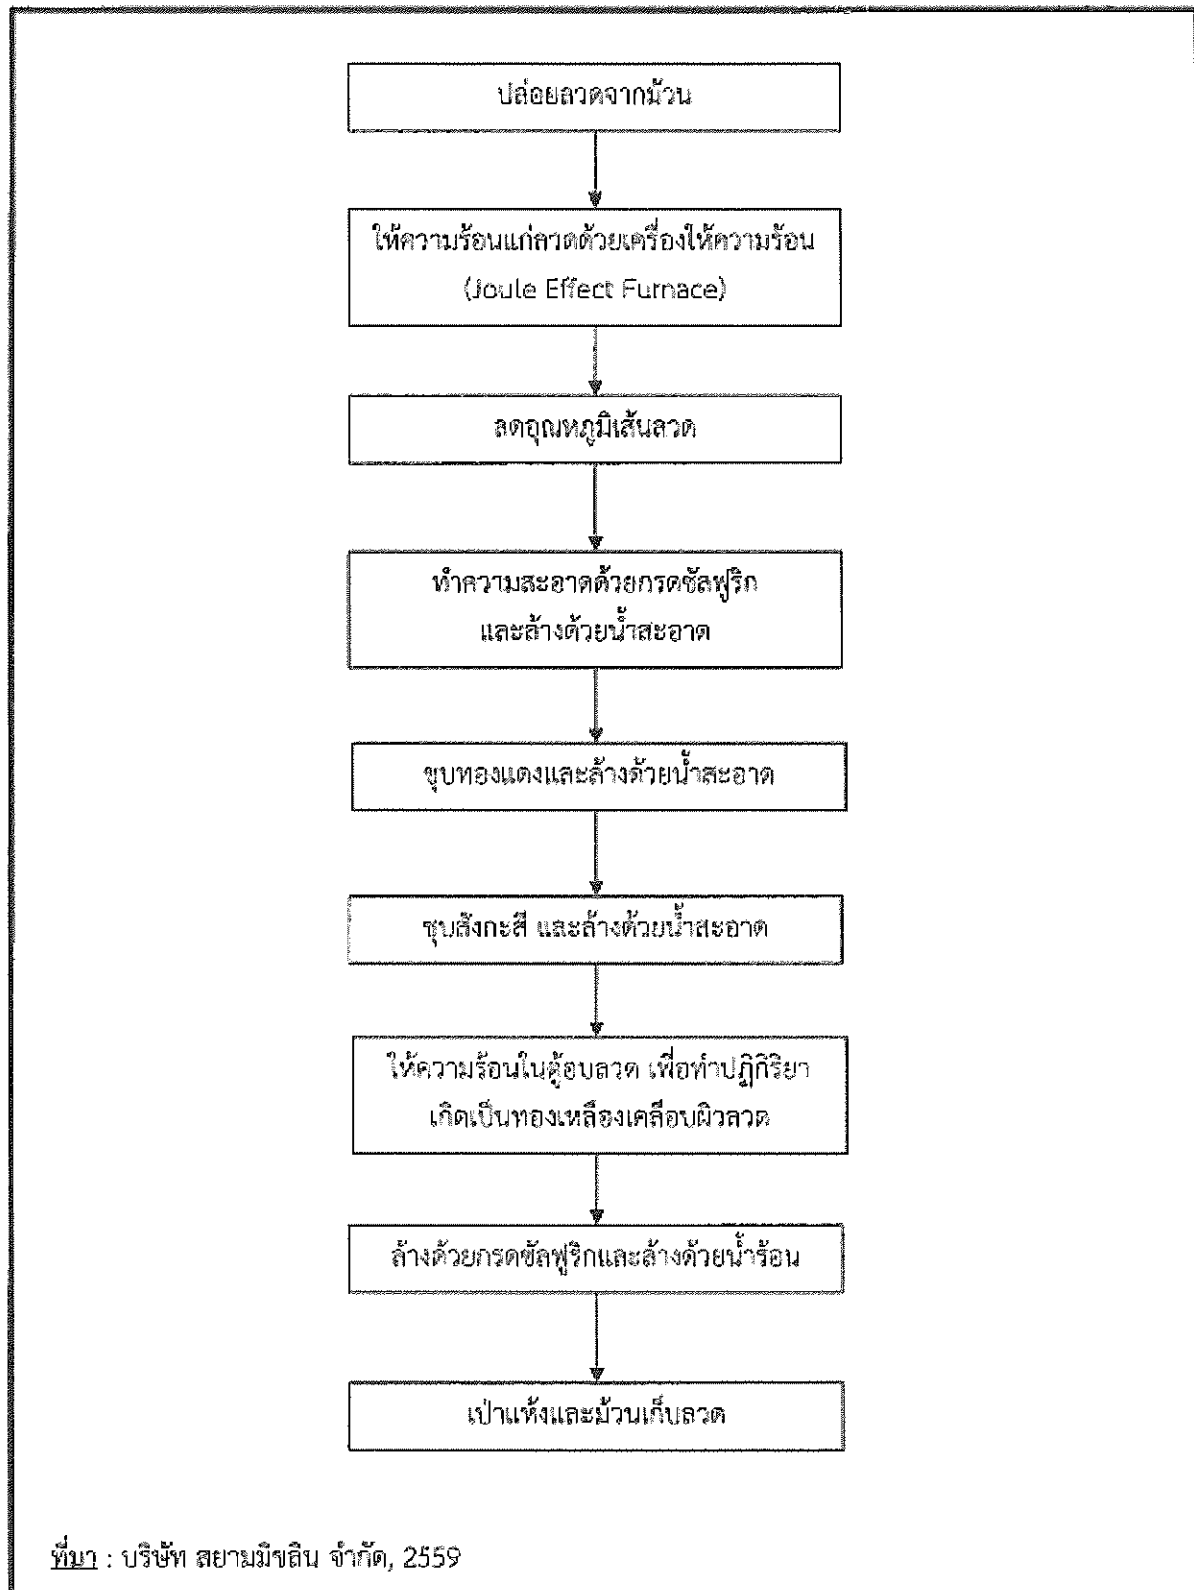 ปล่อยลวดจากม้วน
ให้ความร้อนแก่ลวดด้วยเครื่องให้ความร้อน
(Joule Effect Furnace)
ลดอุณหภูมิเส้นลวด
ทำความสะอาดด้วยกรดซัลฟูริก
และล้างด้วยน้ำสะอาด
ชุบทองแดงและล้างด้วยน้ำสะอาด
ชุบสังกะสี และล้างด้วยน้ำสะอาด
ให้ความร้อนในตู้อบลวด เพื่อทำปฏิกิริยา
เกิดเป็นทองเหลืองเคลือบผิวลวด
ล้างด้วยกรดซัลฟูริกและล้างด้วยน้ำร้อน
เป่าแห้งและม้วนเก็บลวด
ที่มา : บริษัท สยามมิชลิน จำกัด, 2559